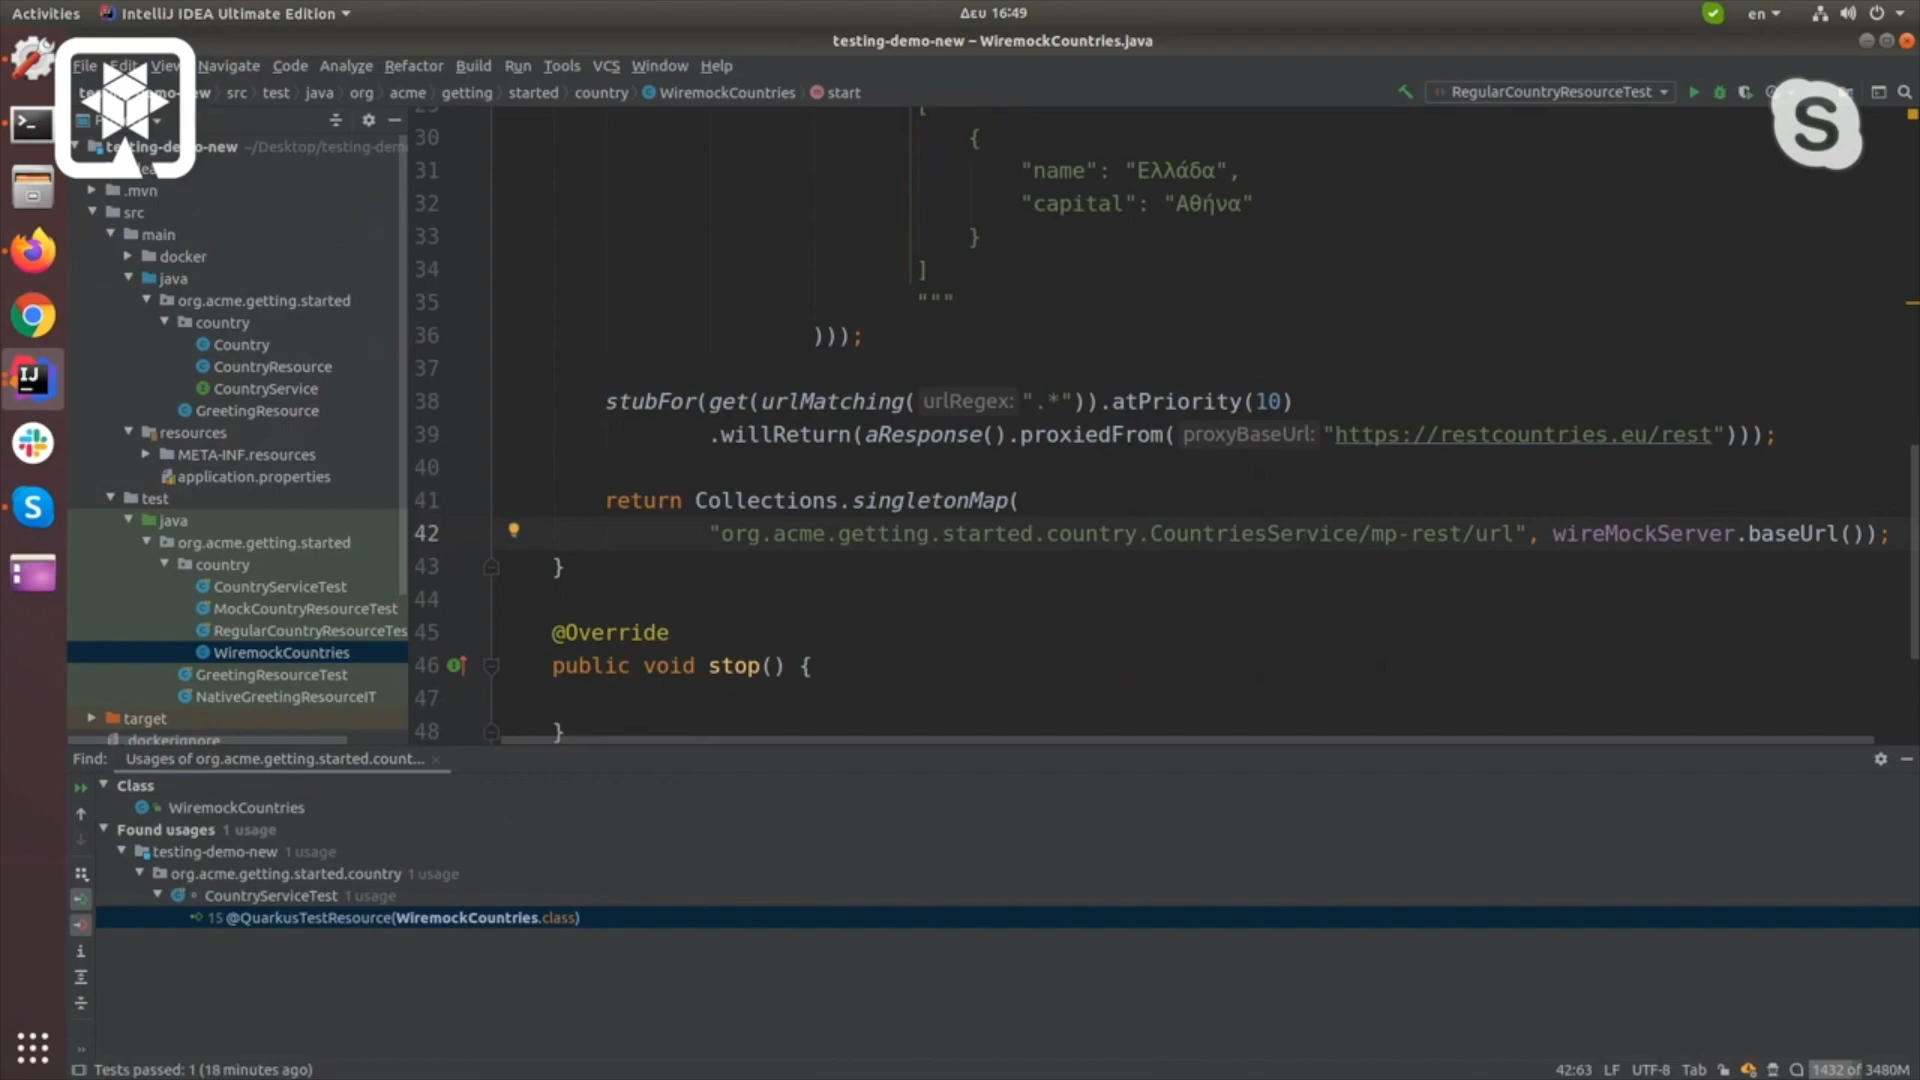 Activities
IntelliJ IDEA Ultimate Edition
Δευ 16:49
en
testing-demo-new – WiremockCountries.java
File Edit View Navigate Code Analyze Refactor Build Run Tools VCS Window Help
src test java org acme getting started country WiremockCountries start
RegularCountryResourceTest
testing-demo-new ~/Desktop/testing-demo
.mvn
src
main
docker
java
org.acme.getting.started
country
Country
CountryResource
CountryService
GreetingResource
resources
META-INF.resources
application.properties
test
java
org.acme.getting.started
country
CountryServiceTest
MockCountryResourceTest
RegularCountryResourceTes
WiremockCountries
GreetingResourceTest
NativeGreetingResourceIT
target
.dockerignore
[
30 {
31 "name": "Ελλάδα",
32 "capital": "Αθήνα"
33 }
34 ]
35 """
36 )));
37
38 stubFor(get(urlMatching( urlRegex: ".*")).atPriority(10)
39 .willReturn(aResponse().proxiedFrom( proxyBaseUrl: "https://restcountries.eu/rest")));
40
41 return Collections.singletonMap(
42 "org.acme.getting.started.country.CountriesService/mp-rest/url", wireMockServer.baseUrl());
43 }
44
45 @Override
46 public void stop() {
47
48 }
Find: Usages of org.acme.getting.started.count...
Class
WiremockCountries
Found usages 1 usage
testing-demo-new 1 usage
org.acme.getting.started.country 1 usage
CountryServiceTest 1 usage
15 @QuarkusTestResource(WiremockCountries.class)
Tests passed: 1 (18 minutes ago)
42:63 LF UTF-8 Tab 1432 of 3480M